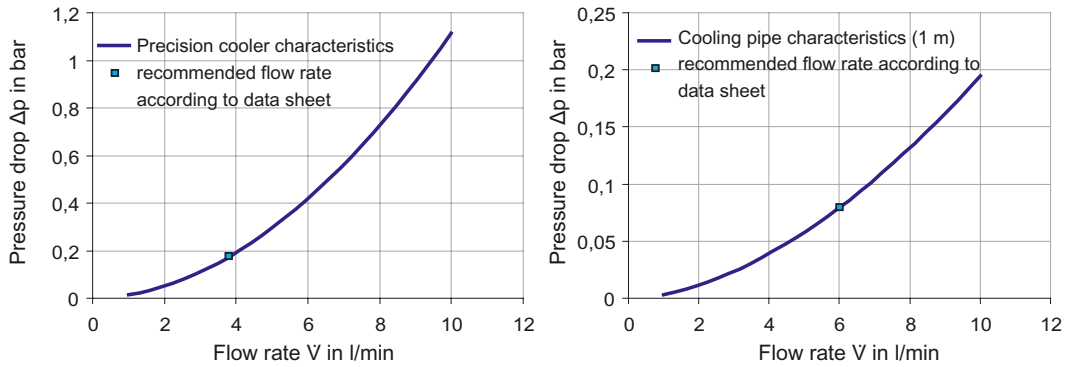 Pressure drop Δp in bar
1,2
1
0,8
0,6
0,4
0,2
0
Precision cooler characteristics
recommended flow rate
according to data sheet
0 2 4 6 8 10 12
Flow rate V̇ in l/min
Pressure drop Δp in bar
0,25
0,2
0,15
0,1
0,05
0
Cooling pipe characteristics (1 m)
recommended flow rate according to
data sheet
0 2 4 6 8 10 12
Flow rate V̇ in l/min